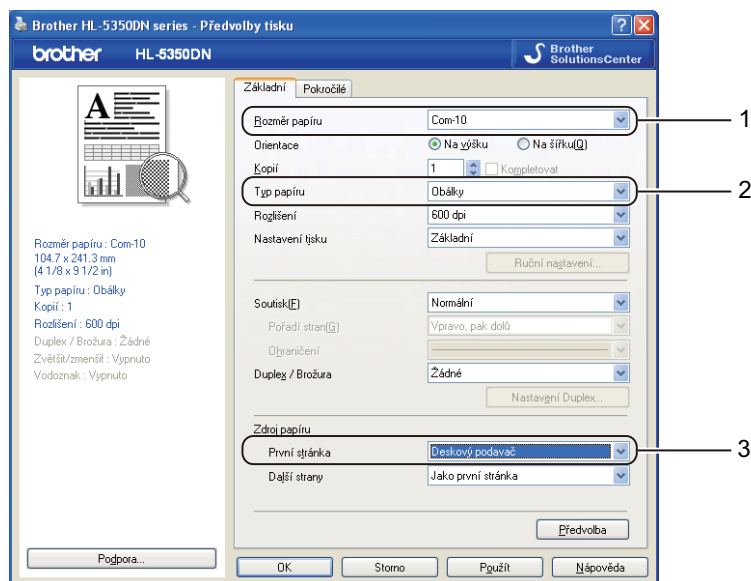 Brother HL-5350DN series - Předvolby tisku
brother HL-5350DN Brother SolutionsCenter
Základní Pokročilé
A
Rozměr papíru Com-10 1
Orientace Na výšku Na šířku(Q)
Kopií 1 Kompletovat
Typ papíru Obálky 2
Rozlišení 600 dpi
Nastavení tisku Základní
Ruční nastavení...
Rozměr papíru : Com-10
104.7 x 241.3 mm
(4 1/8 x 9 1/2 in)
Typ papíru : Obálky
Kopií : 1
Rozlišení : 600 dpi
Duplex / Brožura : Žádné
Zvětšit/zmenšit : Vypnuto
Vodoznak : Vypnuto
Soutisk(F) Normální
Pořadí stran(G) Vpravo, pak dolů
Ohraničení
Duplex / Brožura Žádné
Nastavení Duplex...
Zdroj papíru
První stránka Deskový podavač 3
Další strany Jako první stránka
Předvolba
Podpora...
OK Storno Použít Nápověda